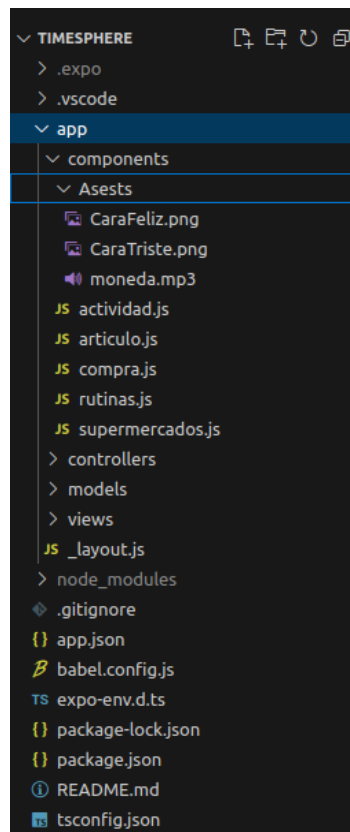 TIMESPHERE
.expo
.vscode
app
components
Asests
CaraFeliz.png
CaraTriste.png
moneda.mp3
JS actividad.js
JS articulo.js
JS compra.js
JS rutinas.js
JS supermercados.js
controllers
models
views
JS _layout.js
node_modules
.gitignore
{} app.json
B babel.config.js
TS expo-env.d.ts
{} package-lock.json
{} package.json
README.md
TS tsconfig.json